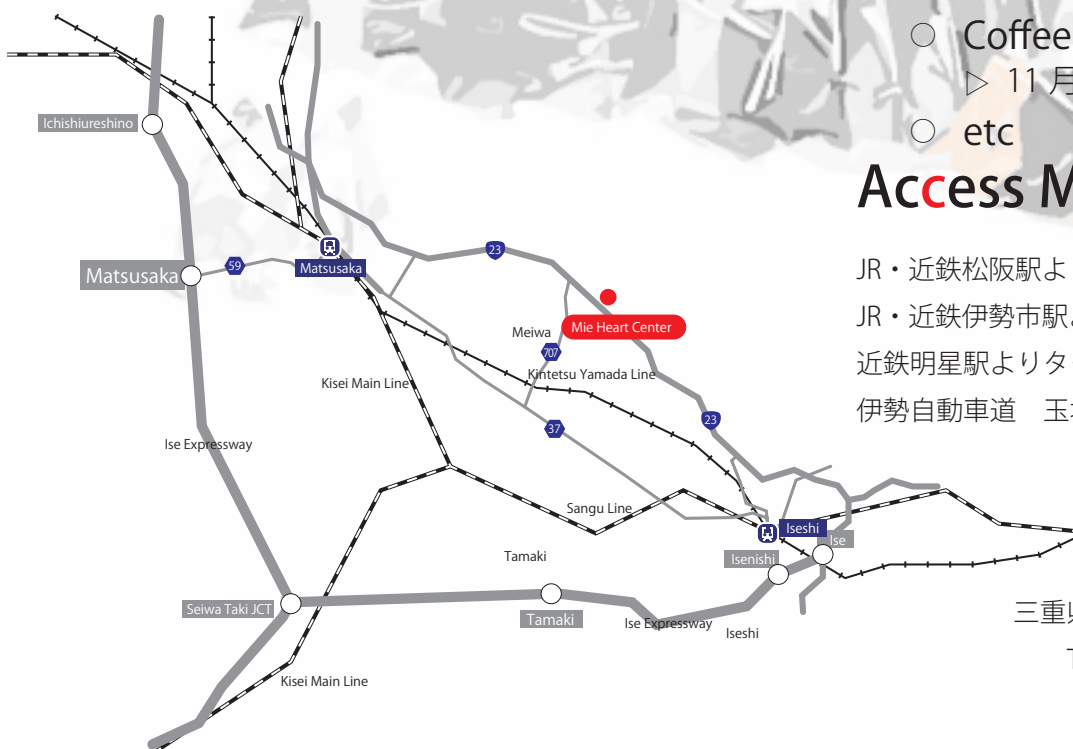 Coffee
▷ 11 月
etc
Access M
JR・近鉄松阪駅よ
JR・近鉄伊勢市駅
近鉄明星駅よりタ
伊勢自動車道 玉
三重
Ichishiureshino
Matsusaka
59
Matsusaka
23
Mie Heart Center
Meiwa
707
Kintetsu Yamada Line
Kisei Main Line
37
23
Ise Expressway
Sangu Line
Iseshi
Ise
Isenishi
Tamaki
Seiwa Taki JCT
Tamaki
Ise Expressway
Iseshi
Kisei Main Line